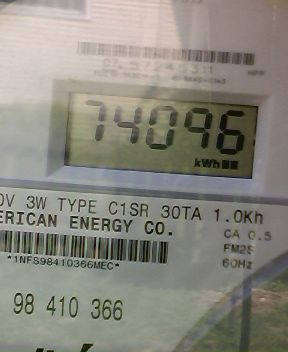 74096
kWh
0V 3W TYPE C1SR 30TA 1.0Kh
ERICAN ENERGY CO.
CA 0.5
FM2S
60Hz
*1NFS98410366MEC*
98 410 366